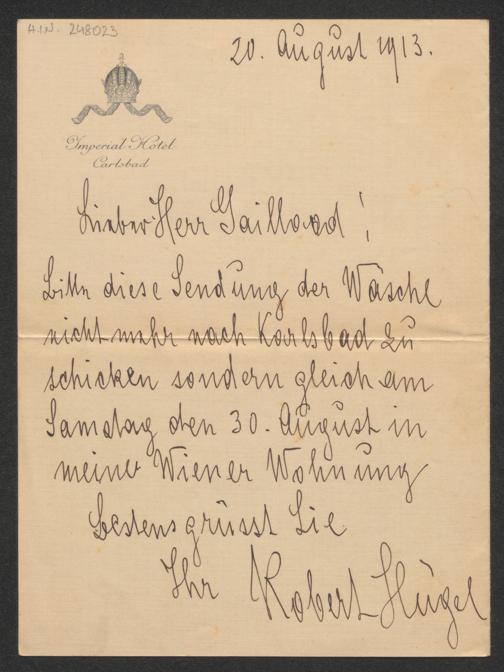 H.I.N. 248023
20. August 1913.
Imperial Hotel
Carlsbad
Lieber Herr Gaillard!
Bitte diese Sendung der Wäsche
nicht mehr nach Karlsbad zu
schicken sondern gleich am
Samstag den 30. August in
meine Wiener Wohnung
bestens grüsst Sie
Ihr Robert Hügel